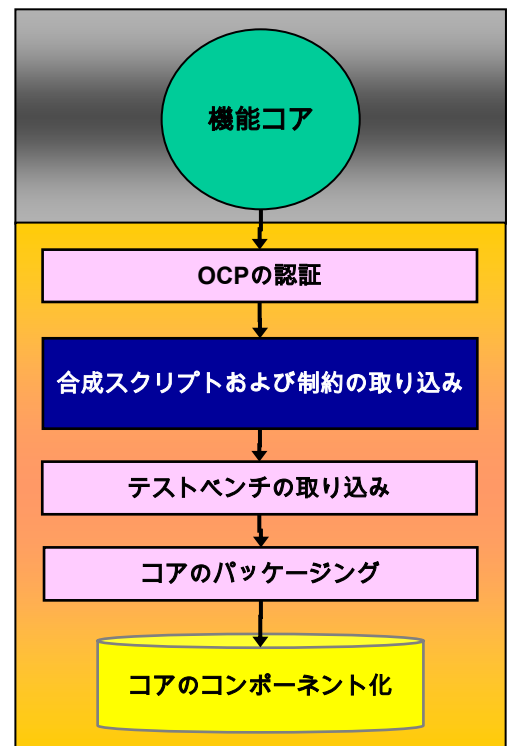 機能コア
OCPの認証
合成スクリプトおよび制約の取り込み
テストベンチの取り込み
コアのパッケージング
コアのコンポーネント化